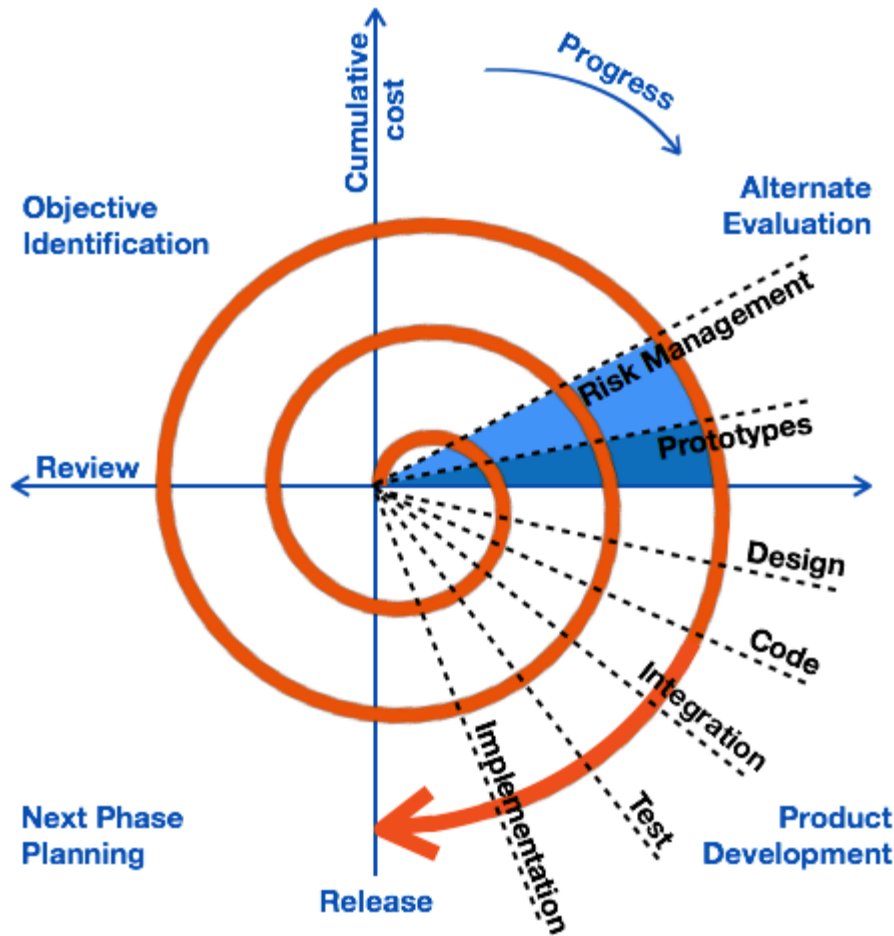 Cumulative
cost
Progress
Objective
Identification
Alternate
Evaluation
Risk Management
Prototypes
Review
Design
Code
Integration
Test
Implementation
Next Phase
Planning
Product
Development
Release